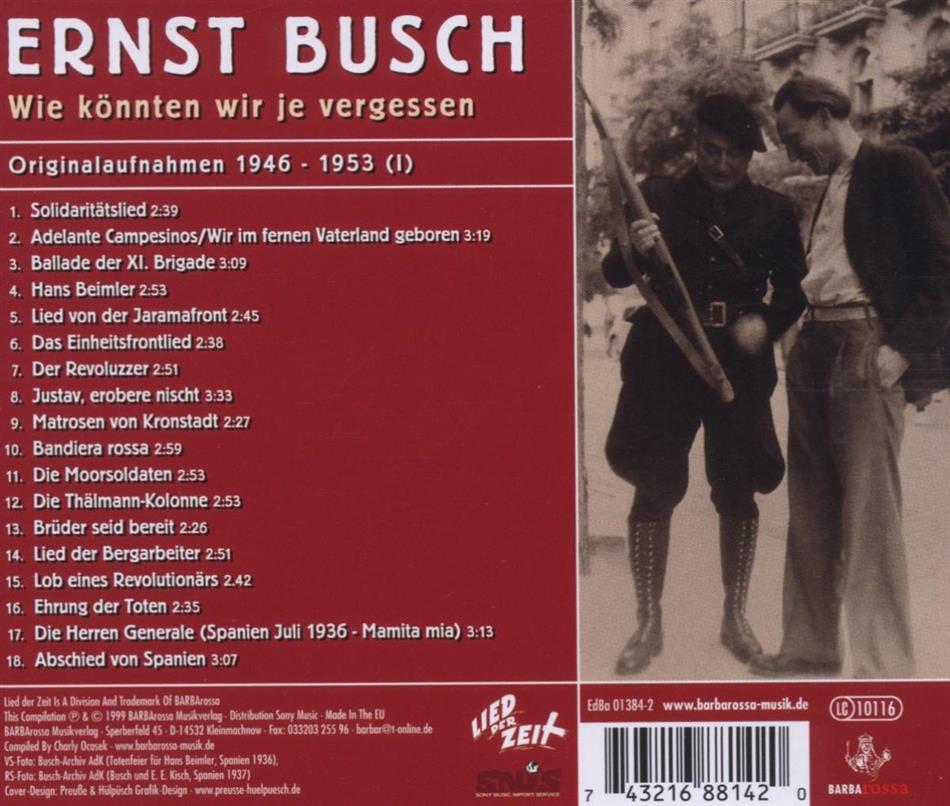 ERNST BUSCH
Wie könnten wir je vergessen
Originalaufnahmen 1946 - 1953 (I)
1. Solidaritätslied 2:39
2. Adelante Campesinos/Wir im fernen Vaterland geboren 3:19
3. Ballade der XI. Brigade 3:09
4. Hans Beimler 2:53
5. Lied von der Jaramafront 2:45
6. Das Einheitsfrontlied 2:38
7. Der Revoluzzer 2:51
8. Justav, erobere nischt 3:33
9. Matrosen von Kronstadt 2:27
10. Bandiera rossa 2:59
11. Die Moorsoldaten 2:53
12. Die Thälmann-Kolonne 2:53
13. Brüder seid bereit 2:26
14. Lied der Bergarbeiter 2:51
15. Lob eines Revolutionärs 2.42
16. Ehrung der Toten 2:35
17. Die Herren Generale (Spanien Juli 1936 - Mamita mia) 3:13
18. Abschied von Spanien 3:07
Lied der Zeit Is A Division And Trademark Of BARBArossa
This Compilation ℗ & © 1999 BARBArossa Musikverlag · Distribution Sony Music · Made In The EU
BARBArossa Musikverlag · Sperberfeld 45 · D-14532 Kleinmachnow · Fax: 033203 255 96 · barbar@t-online.de
Compiled By Charly Ocasek · www.barbarossa-musik.de
VS-Foto: Busch-Archiv AdK (Totenfeier für Hans Beimler, Spanien 1936),
RS-Foto: Busch-Archiv AdK (Busch und E. E. Kisch, Spanien 1937)
Cover-Design: Preuße & Hülpüsch Grafik-Design · www.preusse-huelpuesch.de
LIED
DER
ZEIT
SMIS
SONY MUSIC IMPORT SERVICE
EdBa 01384-2 www.barbarossa-musik.de
LC 10116
BARBArossa
7 43216 88142 0